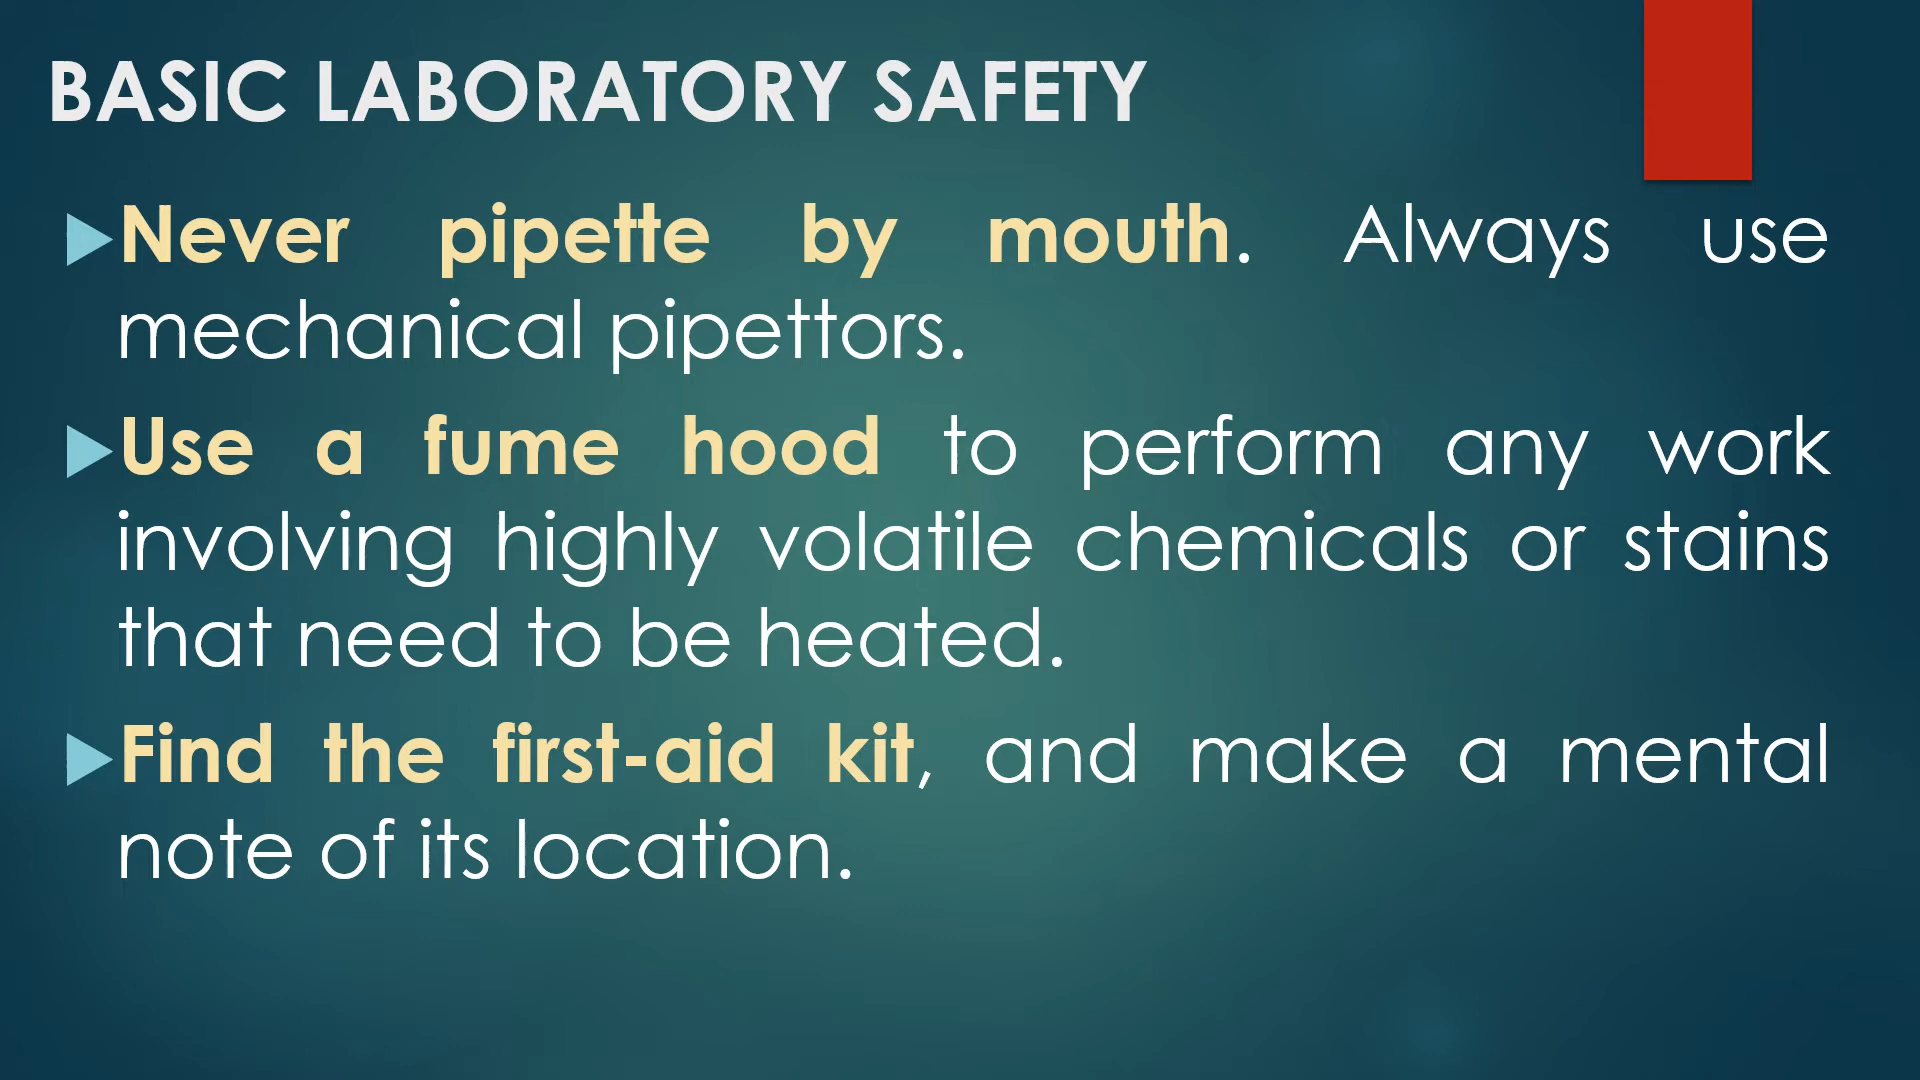 BASIC LABORATORY SAFETY
Never pipette by mouth. Always use
mechanical pipettors.
Use a fume hood to perform any work
involving highly volatile chemicals or stains
that need to be heated.
Find the first-aid kit, and make a mental
note of its location.